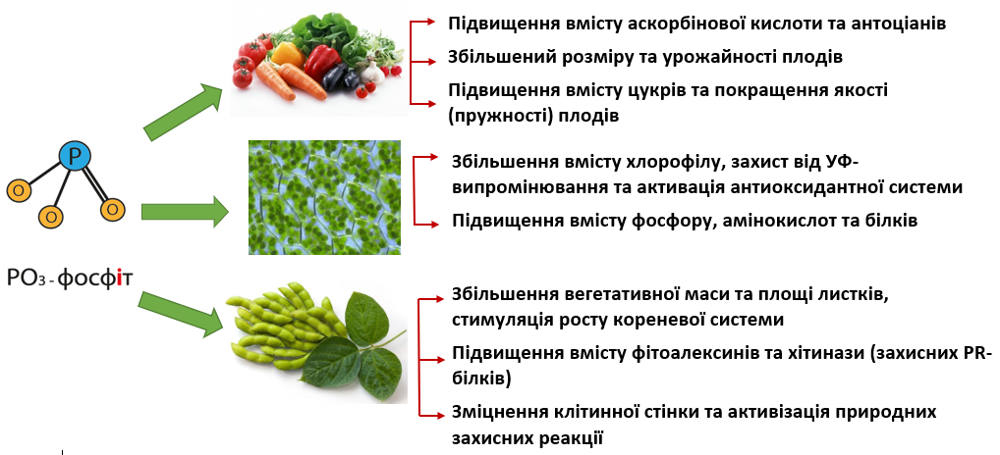 Підвищення вмісту аскорбінової кислоти та антоціанів
Збільшений розміру та урожайності плодів
Підвищення вмісту цукрів та покращення якості
(пружності) плодів
P
O
O
O
Збільшення вмісту хлорофілу, захист від УФ-
випромінювання та активація антиоксидантної системи
Підвищення вмісту фосфору, амінокислот та білків
PO3 - фосфіт
Збільшення вегетативної маси та площі листків,
стимуляція росту кореневої системи
Підвищення вмісту фітоалексинів та хітинази (захисних PR-
білків)
Зміцнення клітинної стінки та активізація природних
захисних реакції